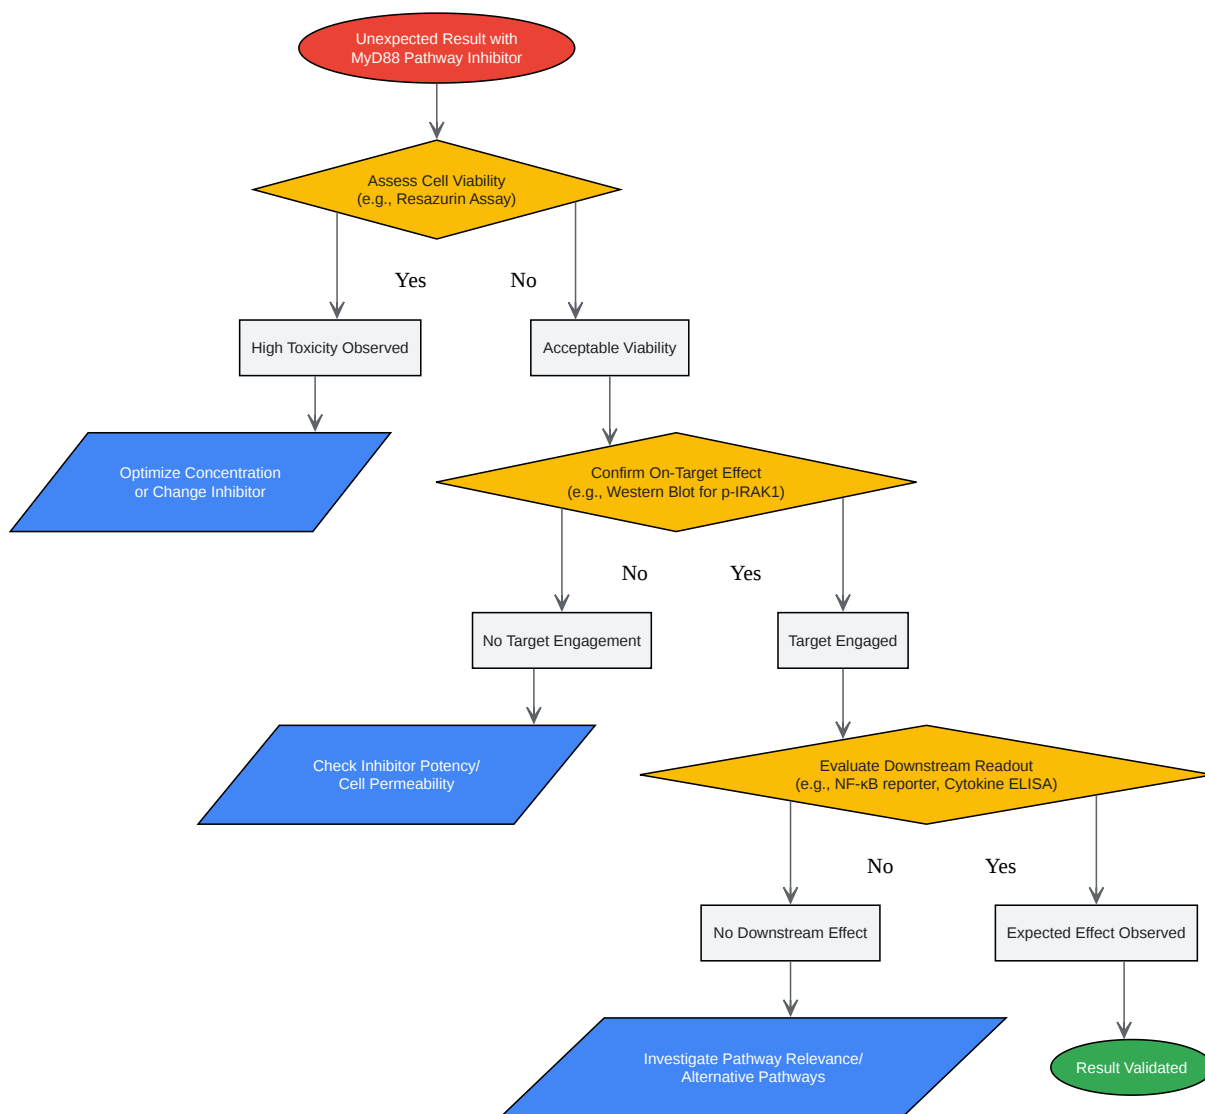 Unexpected Result with
MyD88 Pathway Inhibitor
Assess Cell Viability
(e.g., Resazurin Assay)
Yes
No
High Toxicity Observed
Acceptable Viability
Optimize Concentration
or Change Inhibitor
Confirm On-Target Effect
(e.g., Western Blot for p-IRAK1)
No
Yes
No Target Engagement
Target Engaged
Check Inhibitor Potency/
Cell Permeability
Evaluate Downstream Readout
(e.g., NF-κB reporter, Cytokine ELISA)
No
Yes
No Downstream Effect
Expected Effect Observed
Investigate Pathway Relevance/
Alternative Pathways
Result Validated